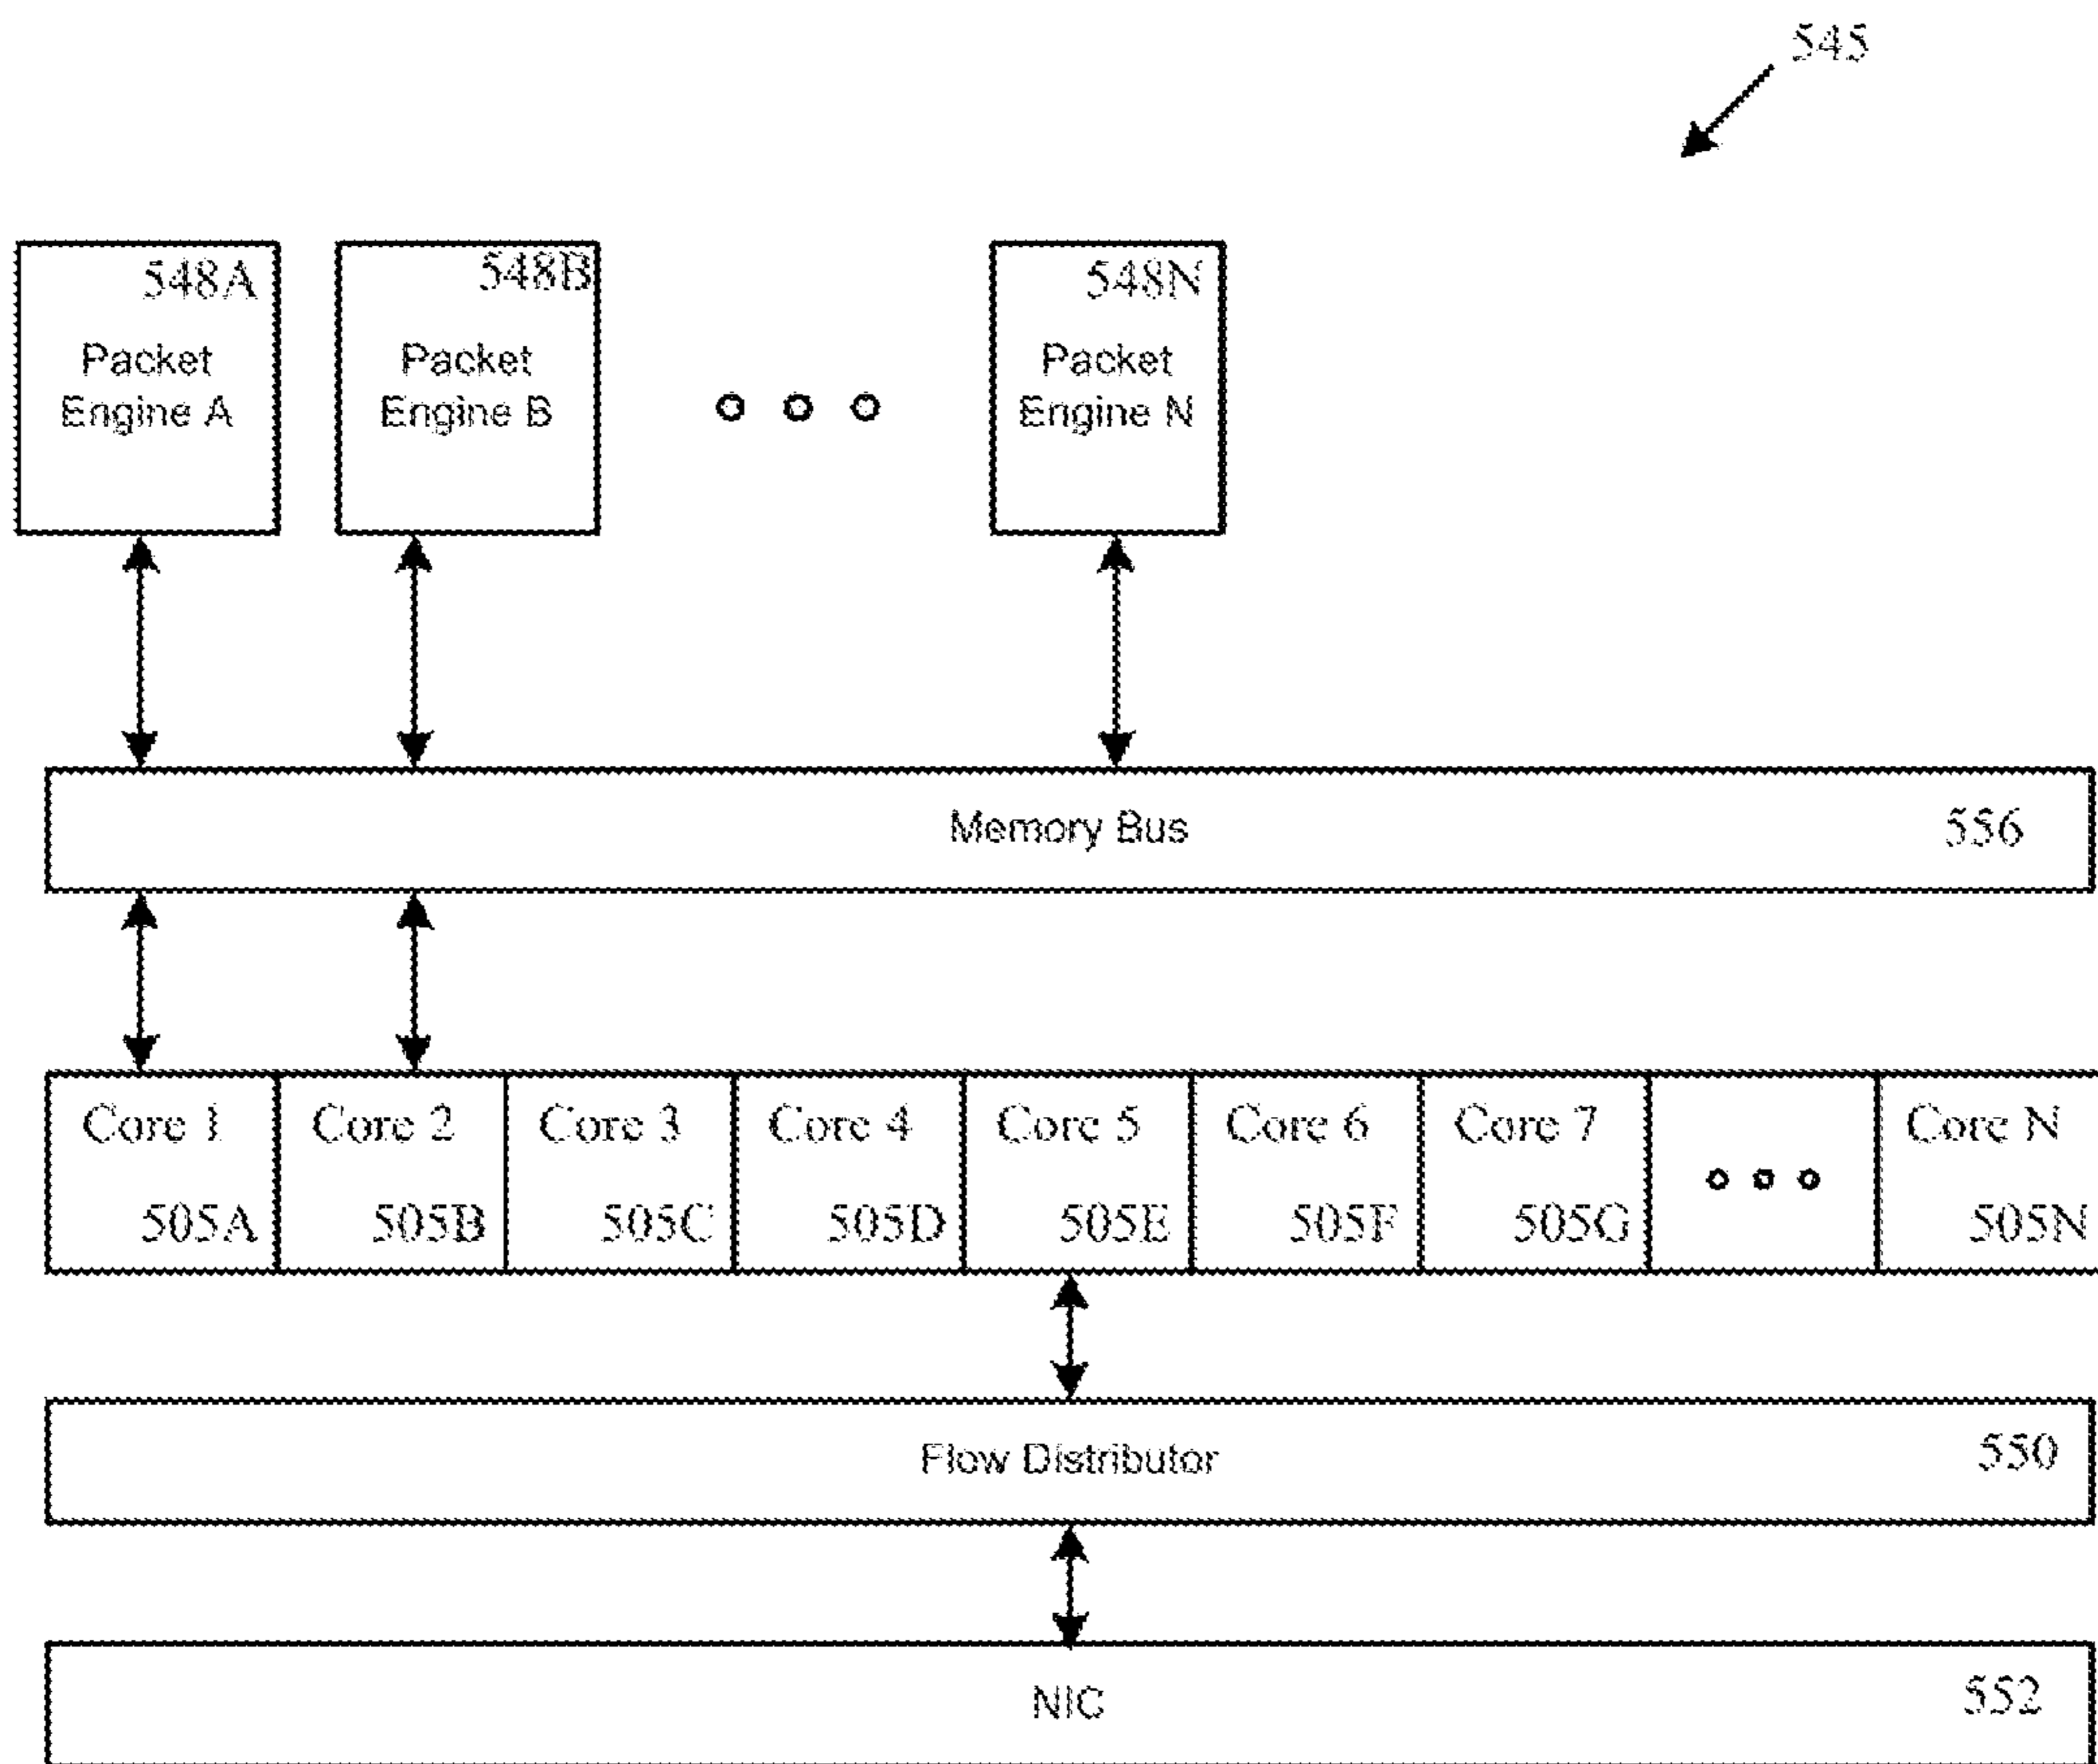 545
548A
Packet
Engine A
548B
Packet
Engine B
548N
Packet
Engine N
Memory Bus
556
Core 1
505A
Core 2
505B
Core 3
505C
Core 4
505D
Core 5
505E
Core 6
505F
Core 7
505G
Core N
505N
Flow Distributor
550
NIC
552